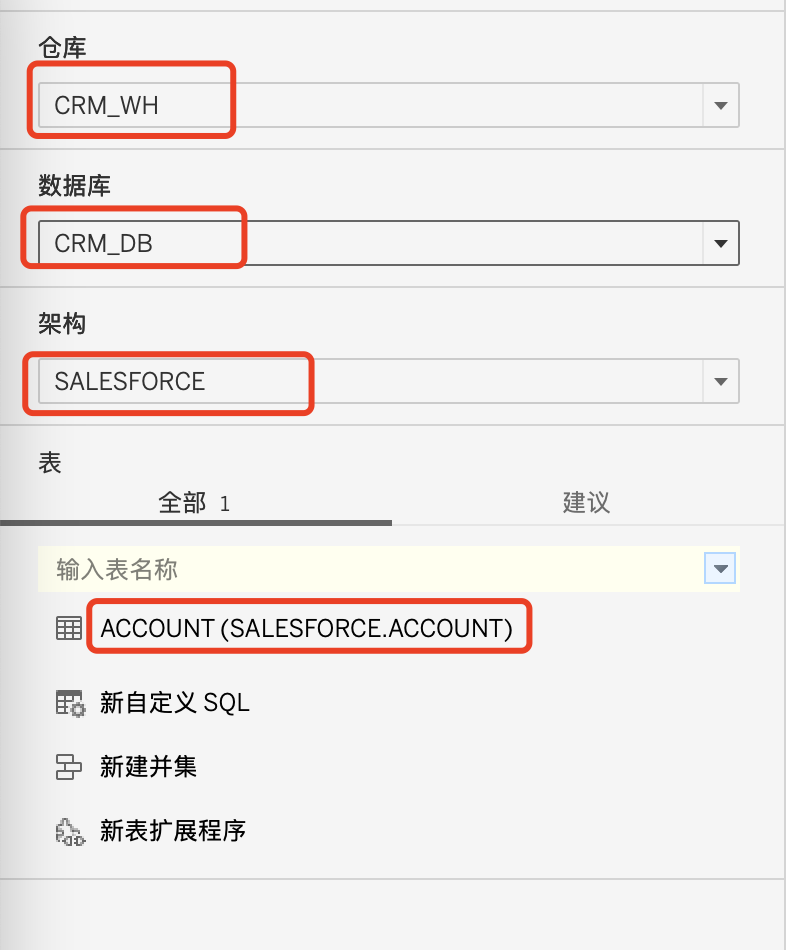 仓库
CRM_WH
数据库
CRM_DB
架构
SALESFORCE
表
全部 1 建议
输入表名称
ACCOUNT (SALESFORCE.ACCOUNT)
新自定义 SQL
新建并集
新表扩展程序